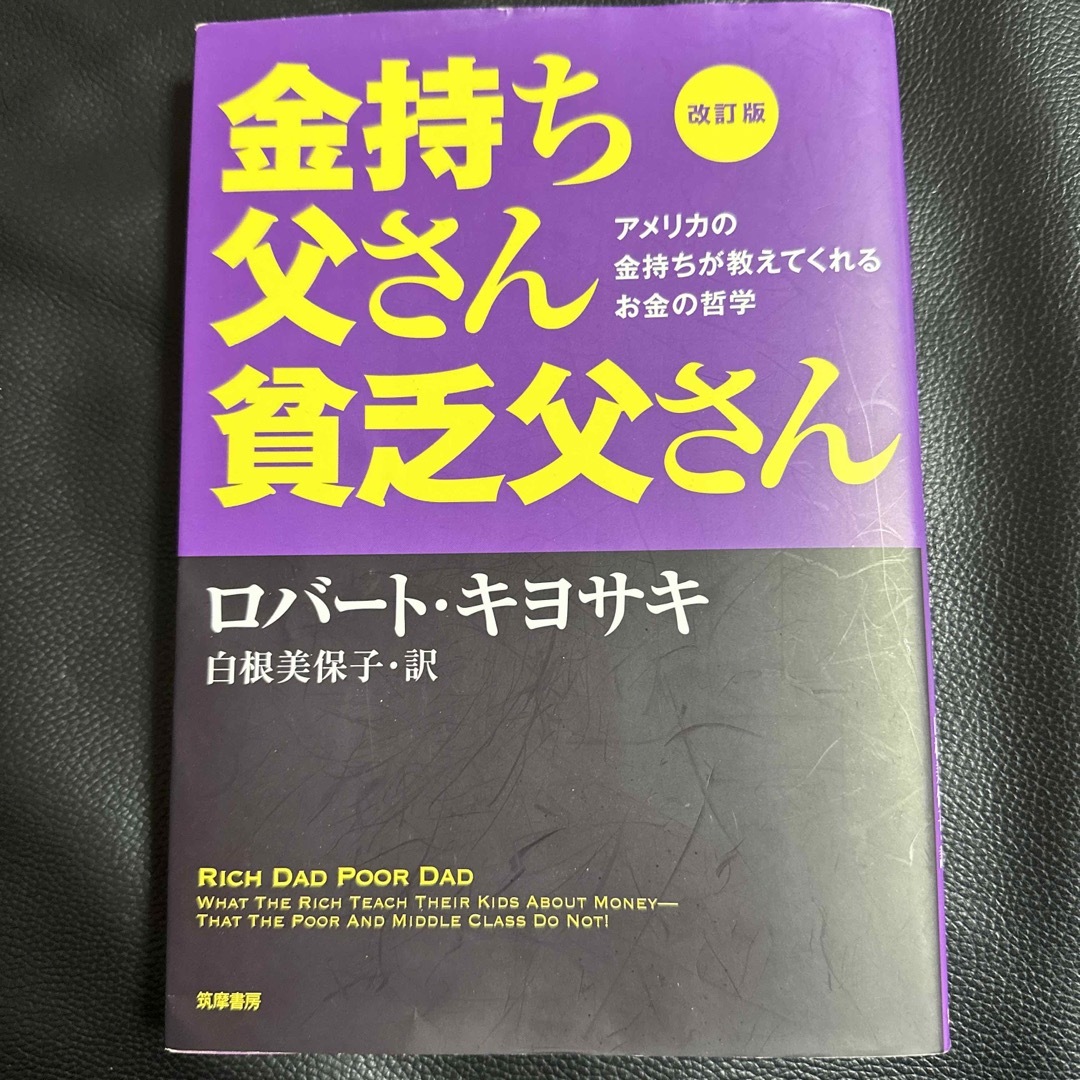 金持ち
父さん
貧乏父さん
改訂版
アメリカの
金持ちが教えてくれる
お金の哲学
ロバート・キヨサキ
白根美保子・訳
RICH DAD POOR DAD
WHAT THE RICH TEACH THEIR KIDS ABOUT MONEY—
THAT THE POOR AND MIDDLE CLASS DO NOT!
筑摩書房